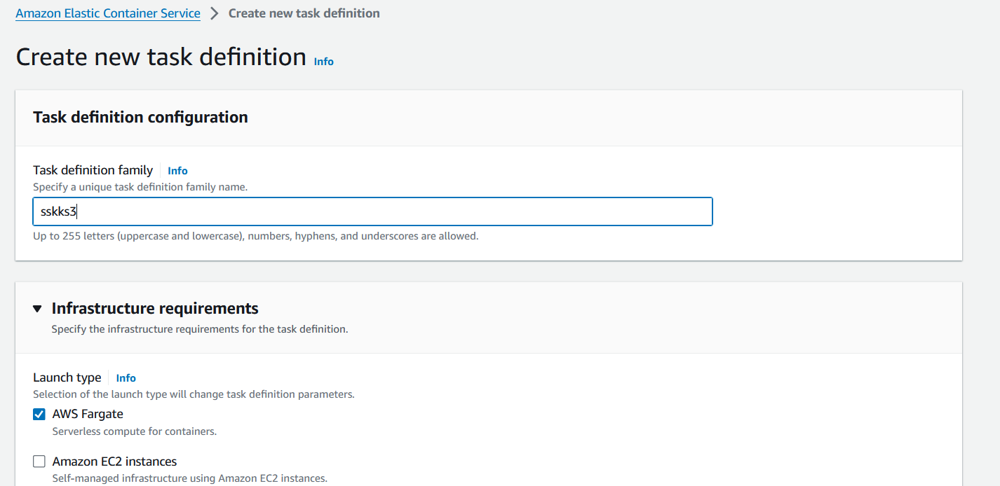 Amazon Elastic Container Service > Create new task definition
Create new task definition Info
Task definition configuration
Task definition family Info
Specify a unique task definition family name.
sskks3
Up to 255 letters (uppercase and lowercase), numbers, hyphens, and underscores are allowed.
Infrastructure requirements
Specify the infrastructure requirements for the task definition.
Launch type Info
Selection of the launch type will change task definition parameters.
AWS Fargate
Serverless compute for containers.
Amazon EC2 instances
Self-managed infrastructure using Amazon EC2 instances.